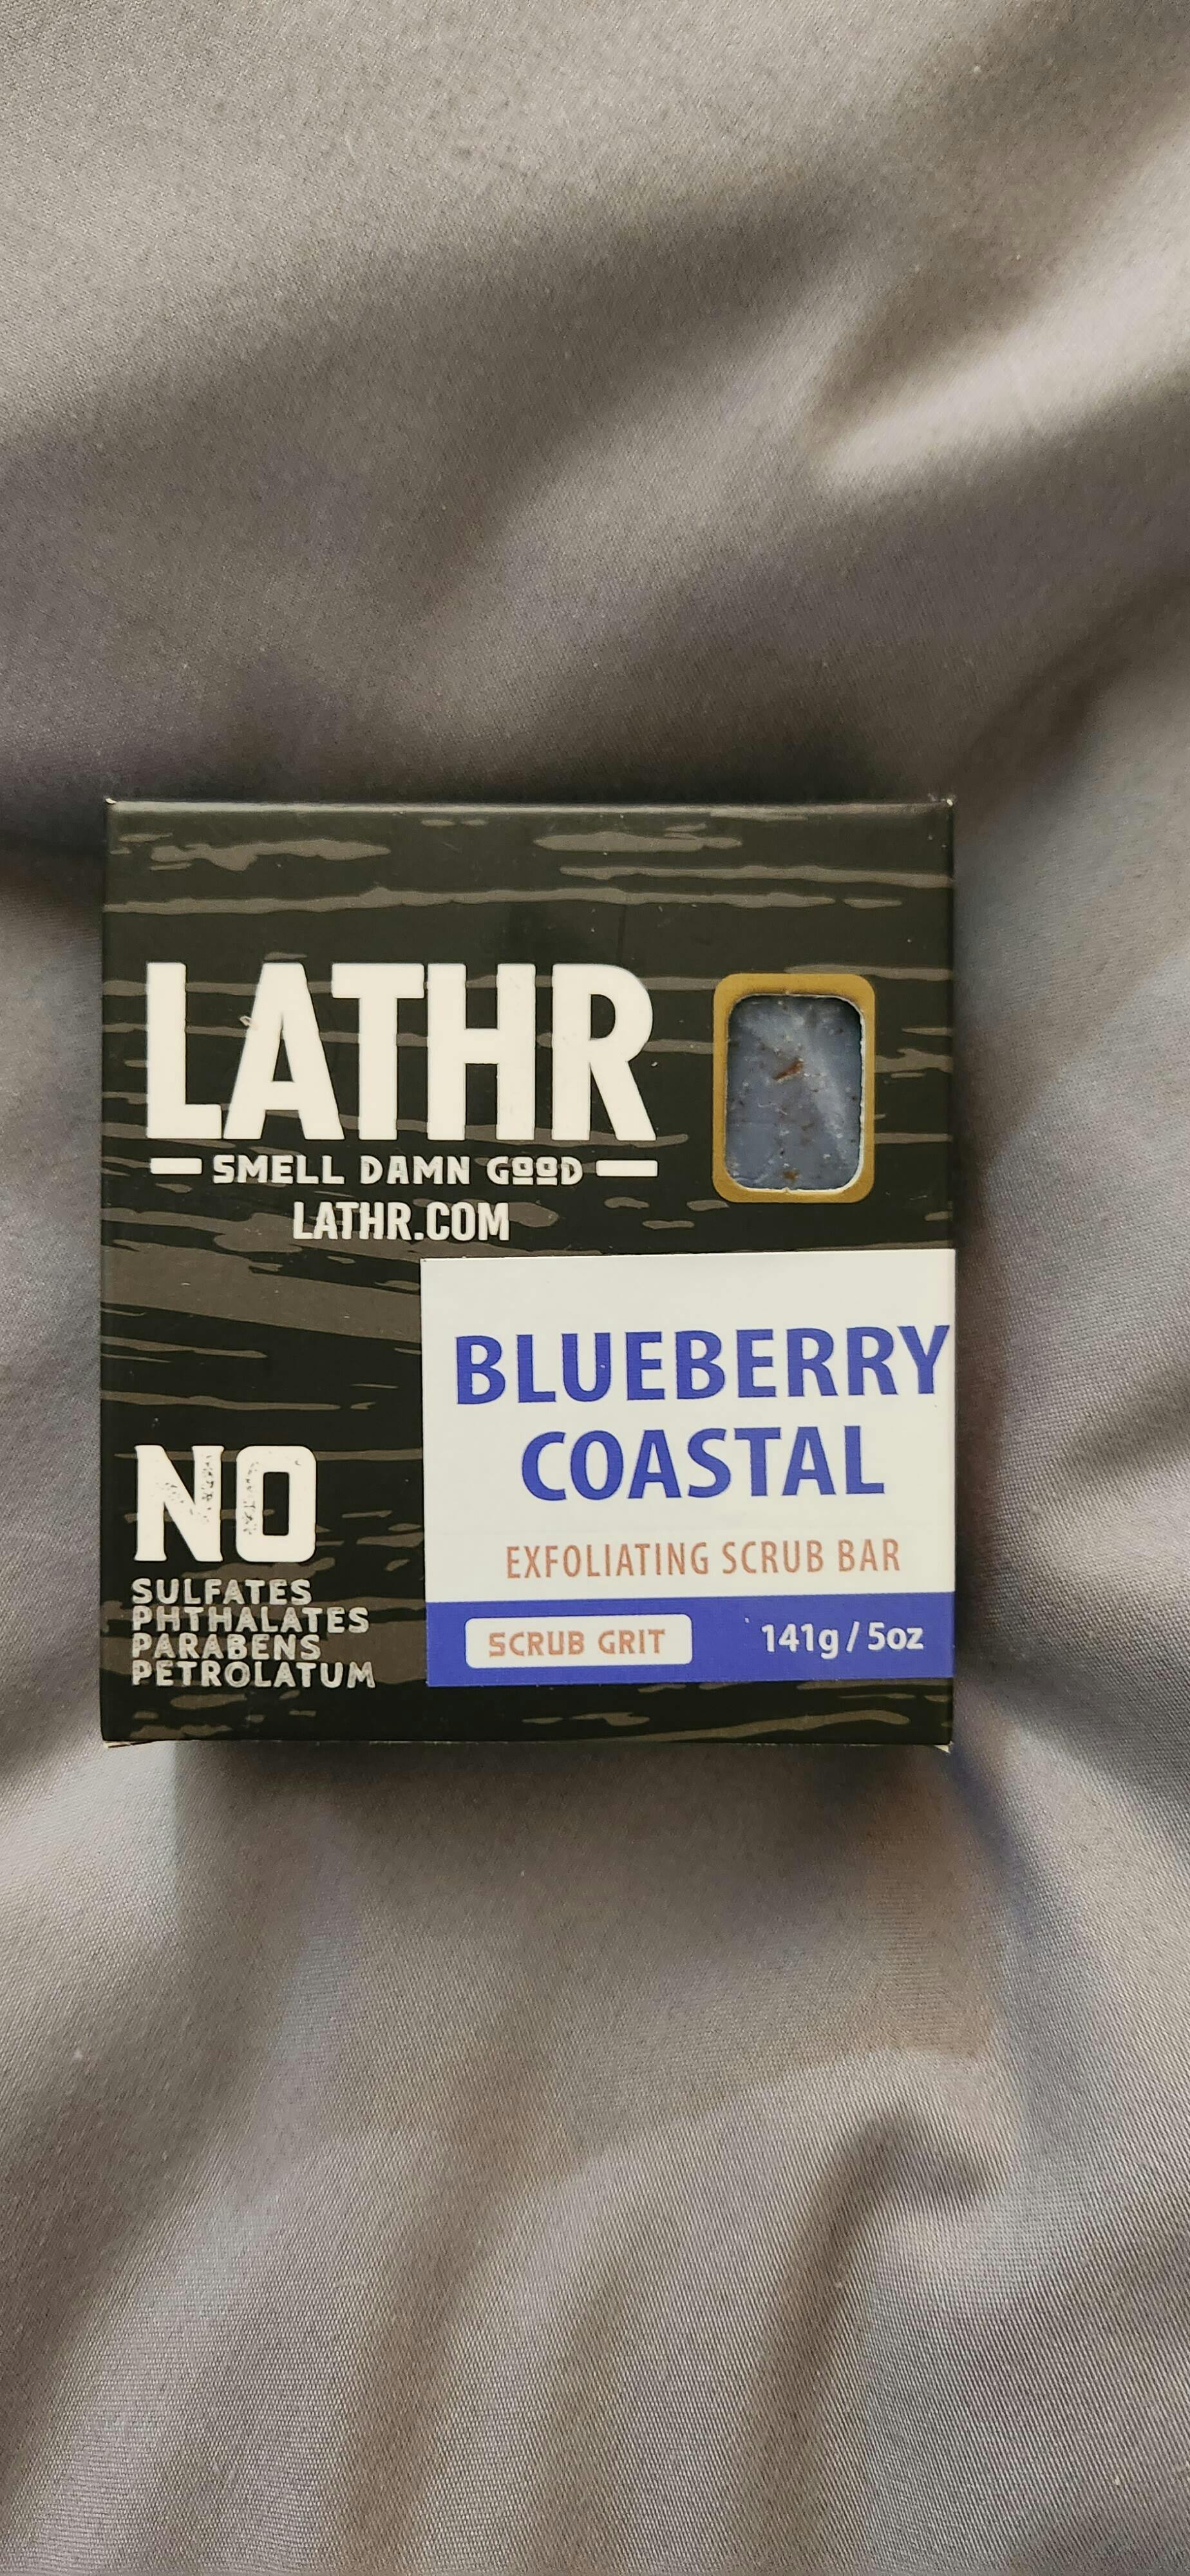 LATHR
SMELL DAMN GOOD
LATHR.COM
BLUEBERRY
COASTAL
EXFOLIATING SCRUB BAR
SCRUB GRIT 141g / 5oz
NO
SULFATES
PHTHALATES
PARABENS
PETROLATUM